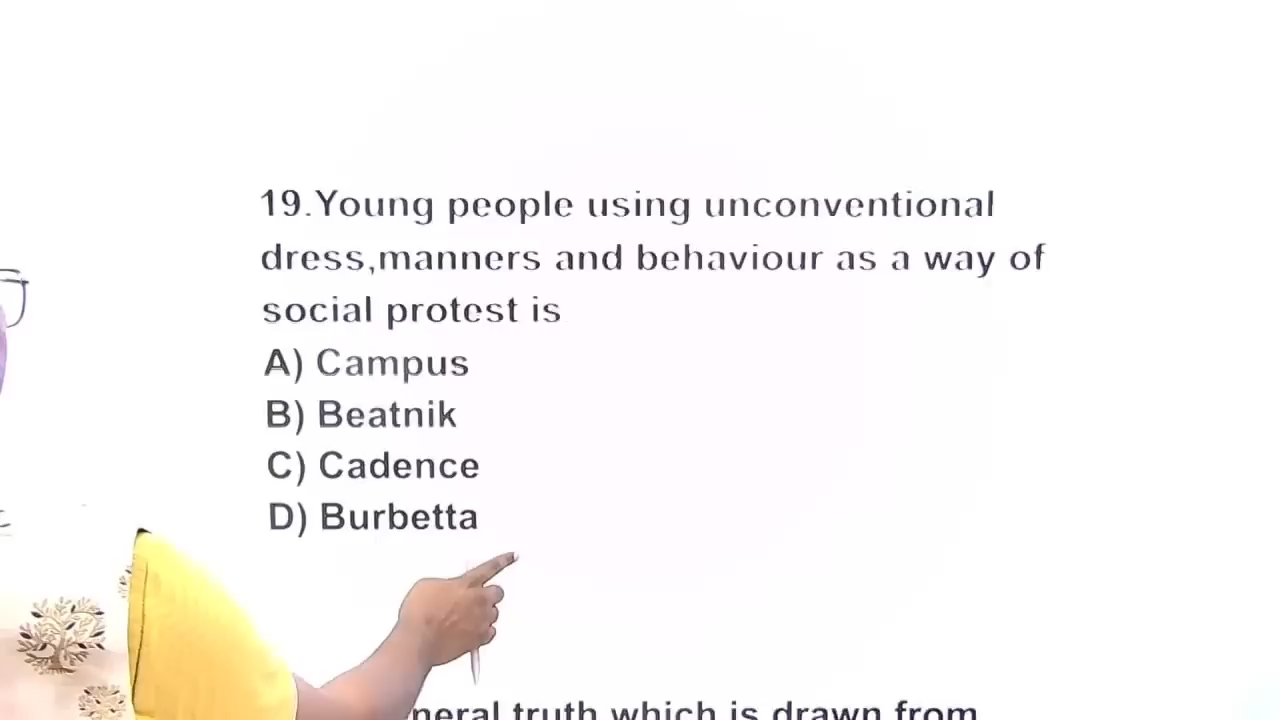 19.Young people using unconventional
dress,manners and behaviour as a way of
social protest is
A) Campus
B) Beatnik
C) Cadence
D) Burbetta
truth which is drawn from